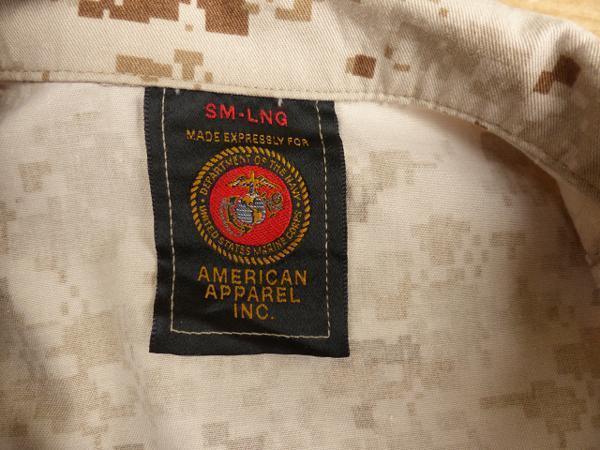 SM-LNG
MADE EXPRESSLY FOR
DEPARTMENT OF THE NAVY
UNITED STATES MARINE CORPS
AMERICAN
APPAREL
INC.